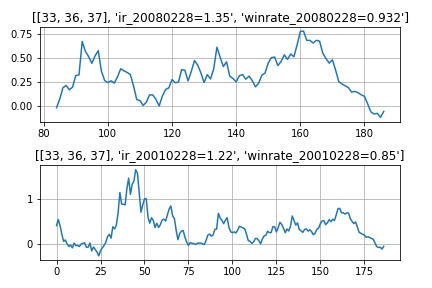 [[33, 36, 37], 'ir_20080228=1.35', 'winrate_20080228=0.932']
0.75
0.50
0.25
0.00
80 100 120 140 160 180
[[33, 36, 37], 'ir_20010228=1.22', 'winrate_20010228=0.85']
1
0
0 25 50 75 100 125 150 175